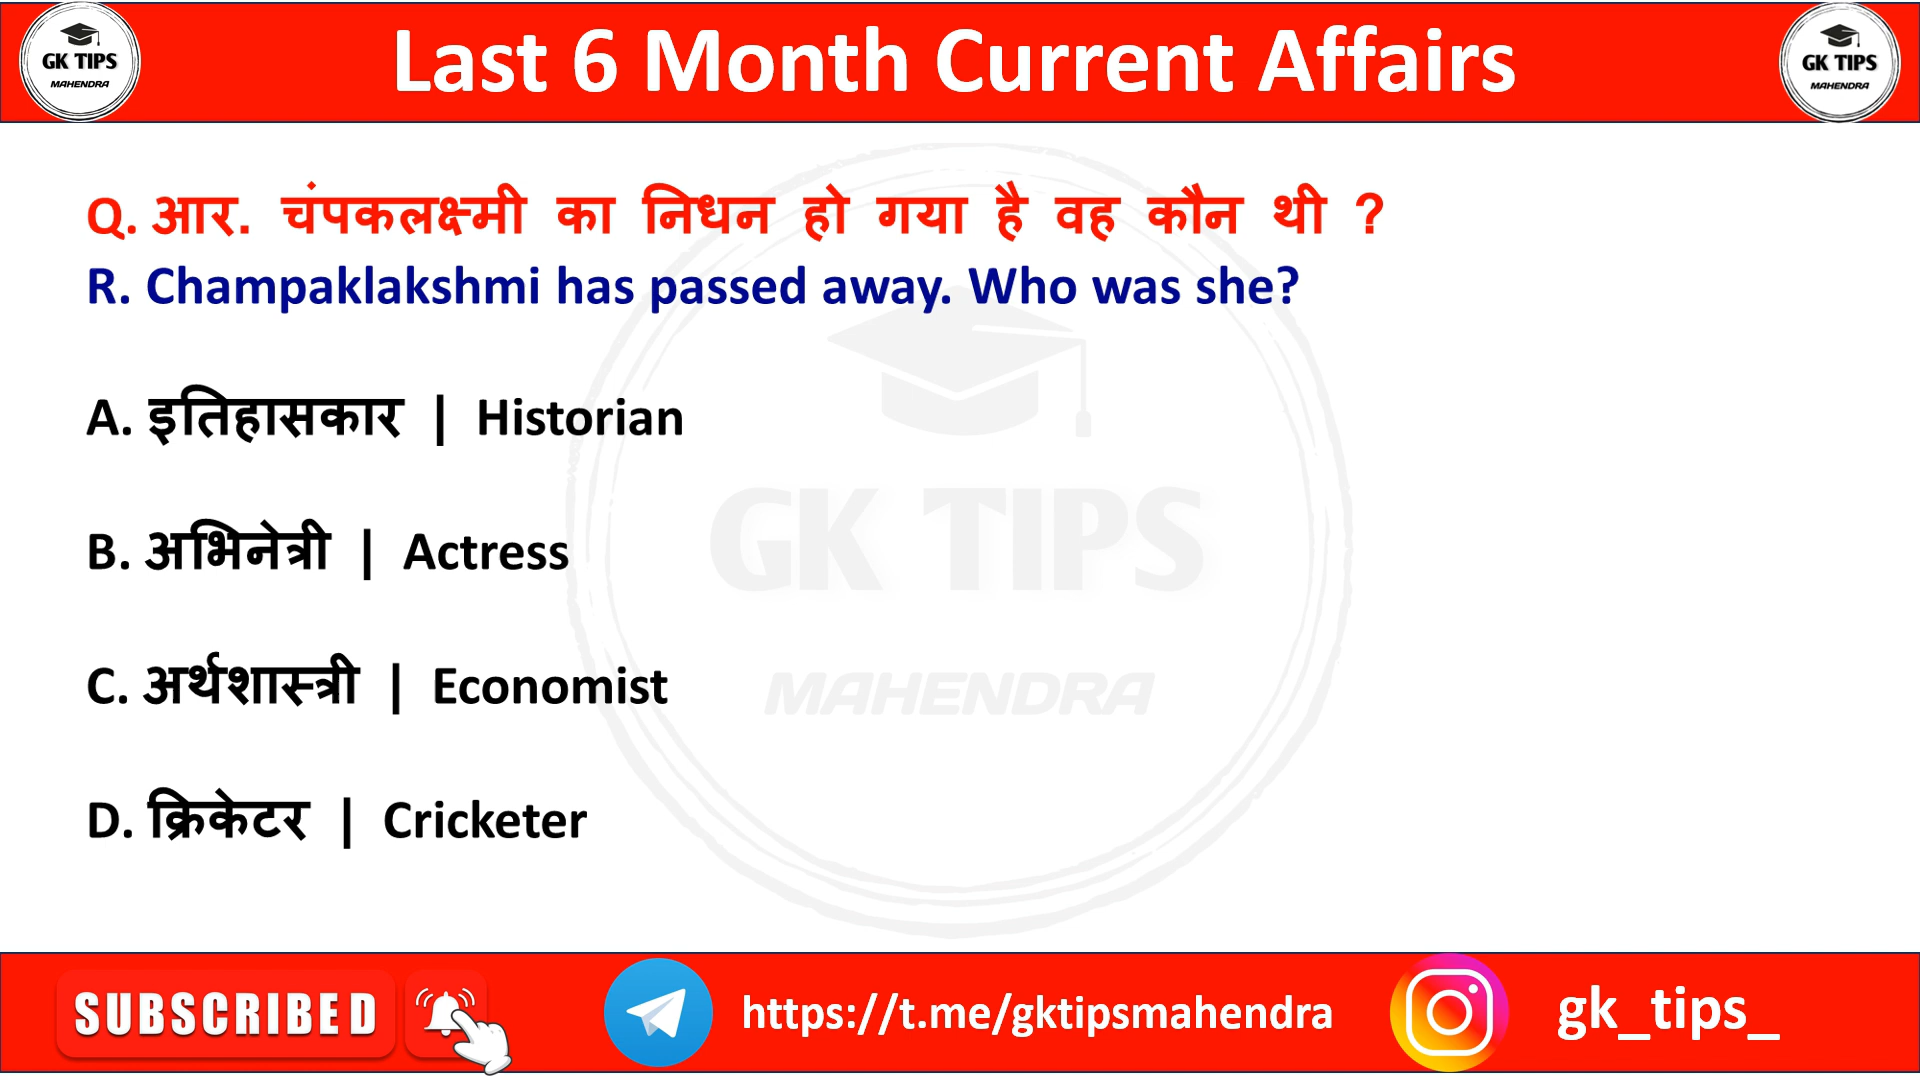 GK TIPS
MAHENDRA
Last 6 Month Current Affairs
GK TIPS
MAHENDRA
Q. आर. चंपकलक्ष्मी का निधन हो गया है वह कौन थी ?
R. Champaklakshmi has passed away. Who was she?
A. इतिहासकार | Historian
B. अभिनेत्री | Actress
C. अर्थशास्त्री | Economist
D. क्रिकेटर | Cricketer
GK TIPS
MAHENDRA
SUBSCRIBED
https://t.me/gktipsmahendra
gk_tips_